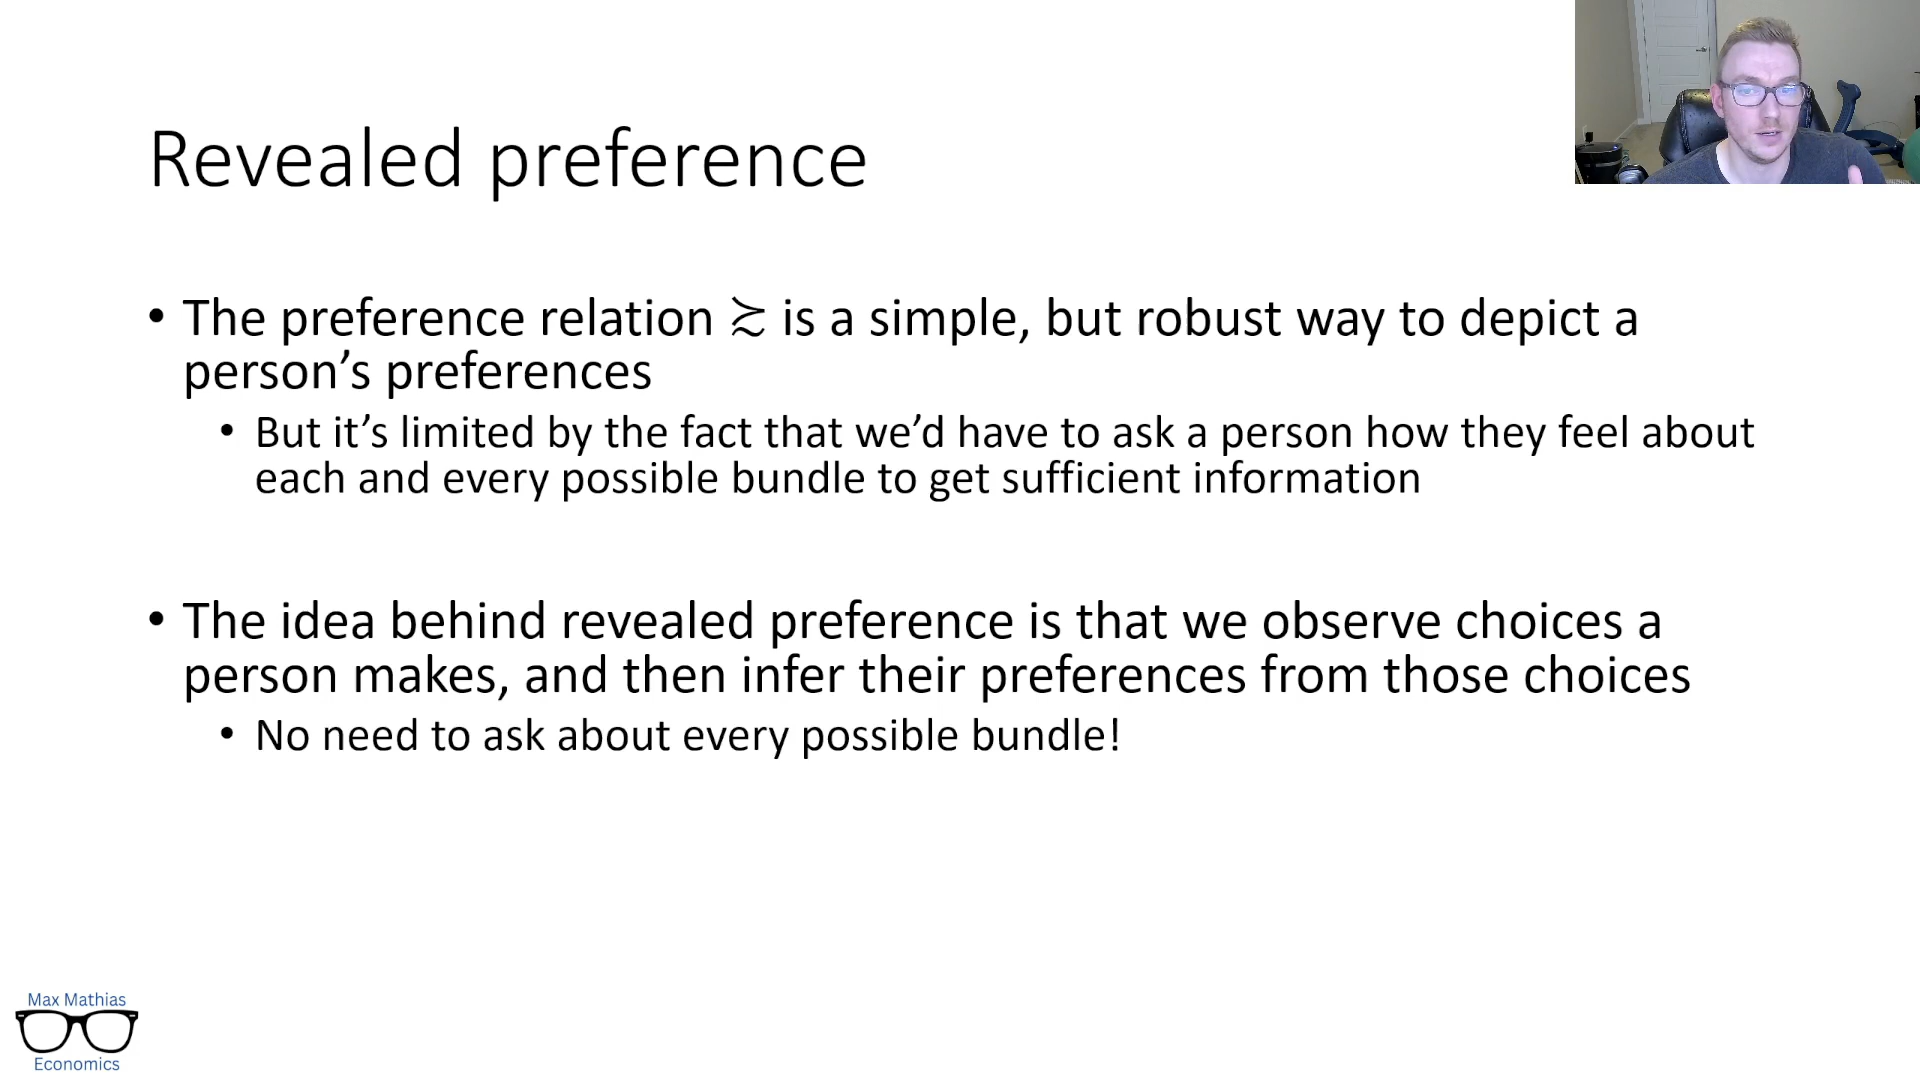 Revealed preference
• The preference relation ≿ is a simple, but robust way to depict a
person’s preferences
• But it’s limited by the fact that we’d have to ask a person how they feel about
each and every possible bundle to get sufficient information
• The idea behind revealed preference is that we observe choices a
person makes, and then infer their preferences from those choices
• No need to ask about every possible bundle!
Max Mathias
Economics